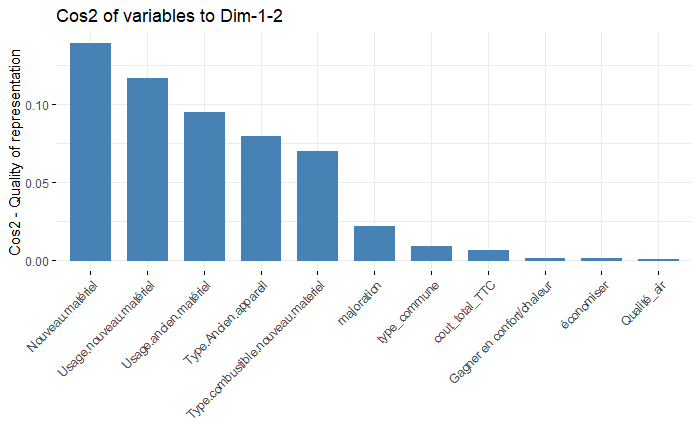 Cos2 of variables to Dim-1-2
Cos2 - Quality of representation
0.10
0.05
0.00
Nouveau.matériel
Usage.nouveau.matériel
Usage.ancien.matériel
Type.Ancien.appareil
Type.combustible.nouveau.materiel
majoration
type_commune
cout_total_TTC
Gagner en confort/chaleur
économiser
Qualité_air